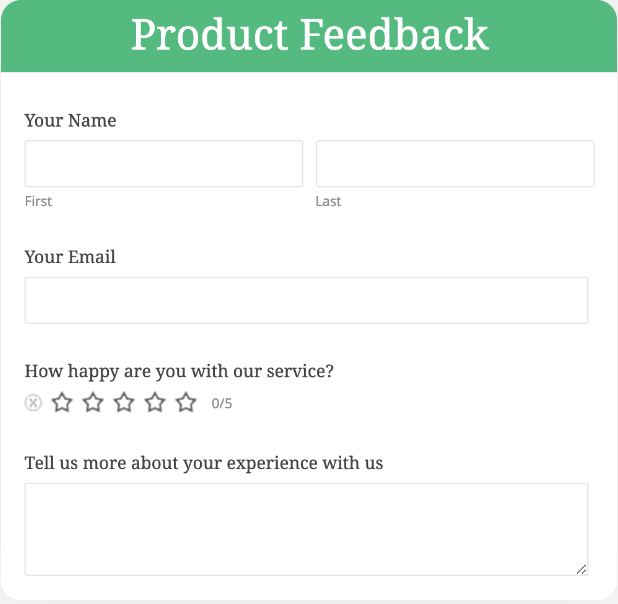 Product Feedback
Your Name
First Last
Your Email
How happy are you with our service?
0/5
Tell us more about your experience with us